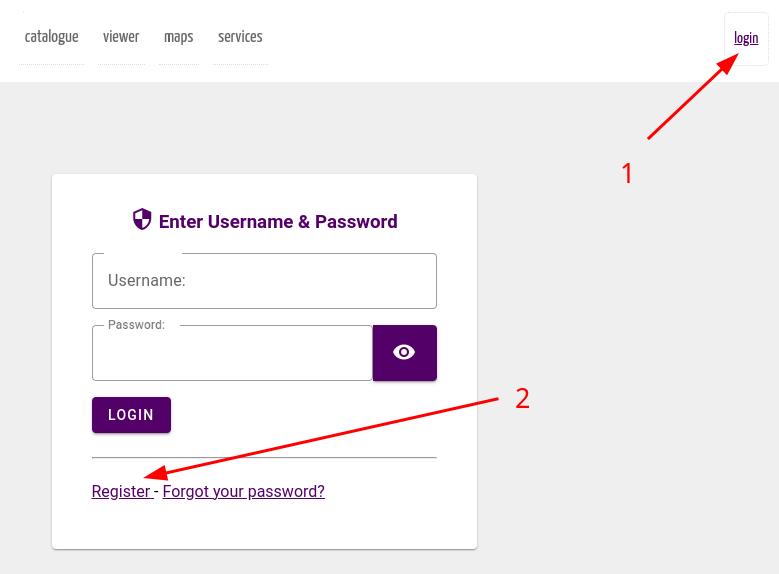 catalogue viewer maps services login
1
Enter Username & Password
Username:
Password:
LOGIN
2
Register - Forgot your password?